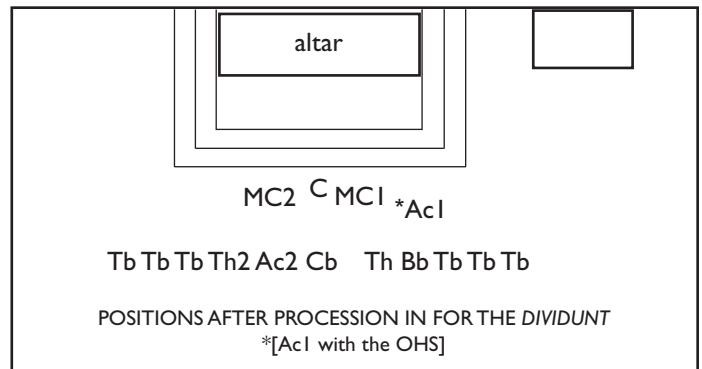 altar
MC2 C MC1 *Ac1
Tb Tb Tb Th2 Ac2 Cb Th Bb Tb Tb Tb
POSITIONS AFTER PROCESSION IN FOR THE DIVIDUNT
*[Ac1 with the OHS]